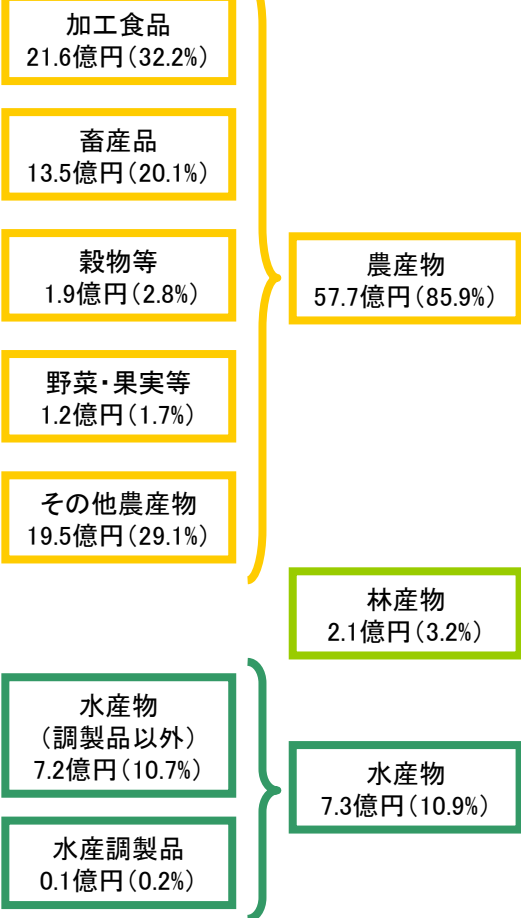 加工食品
21.6億円(32.2%)
畜産品
13.5億円(20.1%)
穀物等
1.9億円(2.8%)
野菜・果実等
1.2億円(1.7%)
その他農産物
19.5億円(29.1%)
農産物
57.7億円(85.9%)
林産物
2.1億円(3.2%)
水産物
(調製品以外)
7.2億円(10.7%)
水産調製品
0.1億円(0.2%)
水産物
7.3億円(10.9%)